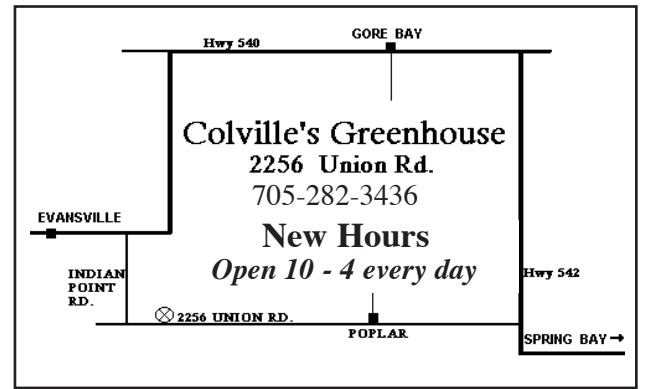 GORE BAY
Hwy 540
Colville's Greenhouse
2256 Union Rd.
705-282-3436
New Hours
Open 10 - 4 every day
EVANSVILLE
INDIAN
POINT
RD.
Hwy 542
2256 UNION RD.
POPLAR
SPRING BAY→